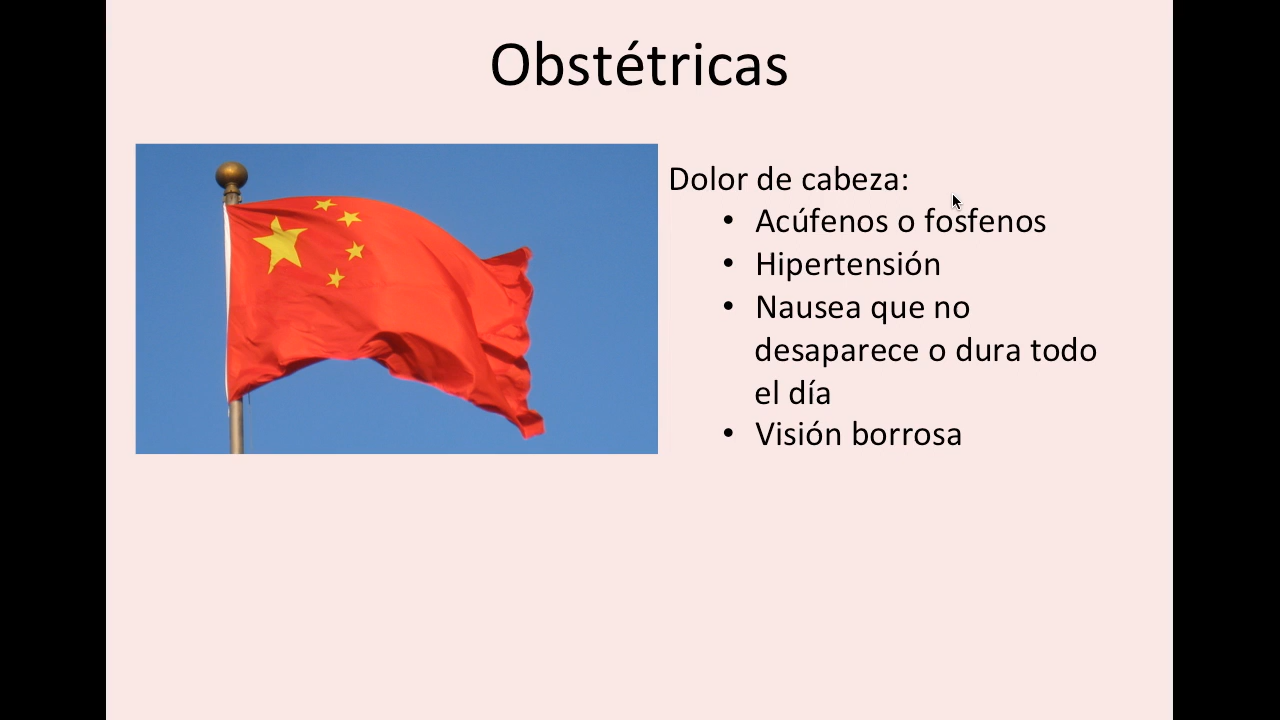 Obstétricas
Dolor de cabeza:
• Acúfenos o fosfenos
• Hipertensión
• Nausea que no
desaparece o dura todo
el día
• Visión borrosa